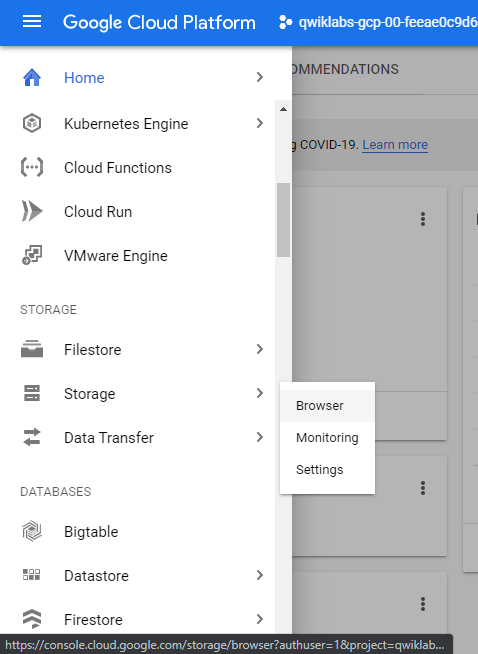 Google Cloud Platform qwiklabs-gcp-00-feeae0c9d6
Home
OMMENDATIONS
Kubernetes Engine
g COVID-19. Learn more
Cloud Functions
Cloud Run
VMware Engine
STORAGE
Filestore
Storage
Browser
Monitoring
Settings
Data Transfer
DATABASES
Bigtable
Datastore
Firestore
https://console.cloud.google.com/storage/browser?authuser=1&project=qwiklab...